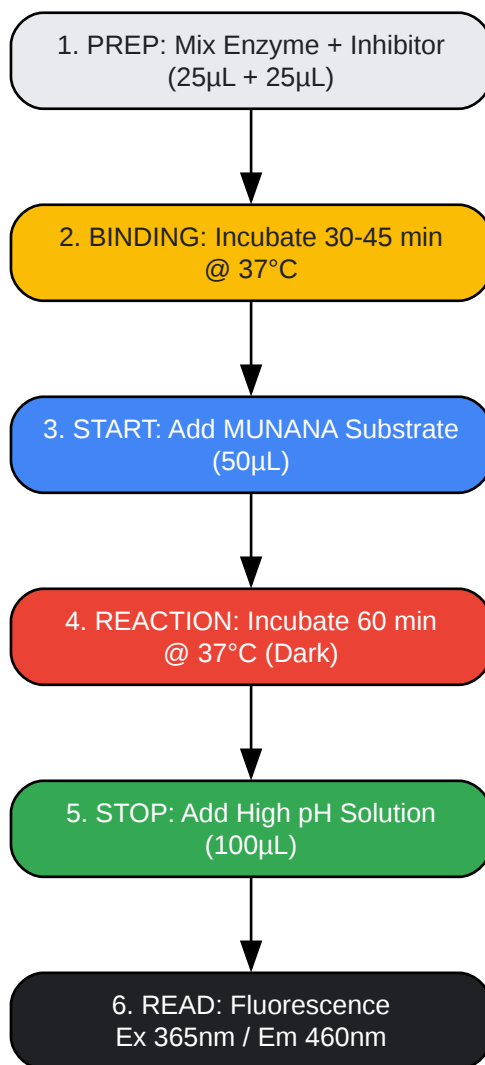 1. PREP: Mix Enzyme + Inhibitor
(25µL + 25µL)
2. BINDING: Incubate 30-45 min
@ 37°C
3. START: Add MUNANA Substrate
(50µL)
4. REACTION: Incubate 60 min
@ 37°C (Dark)
5. STOP: Add High pH Solution
(100µL)
6. READ: Fluorescence
Ex 365nm / Em 460nm